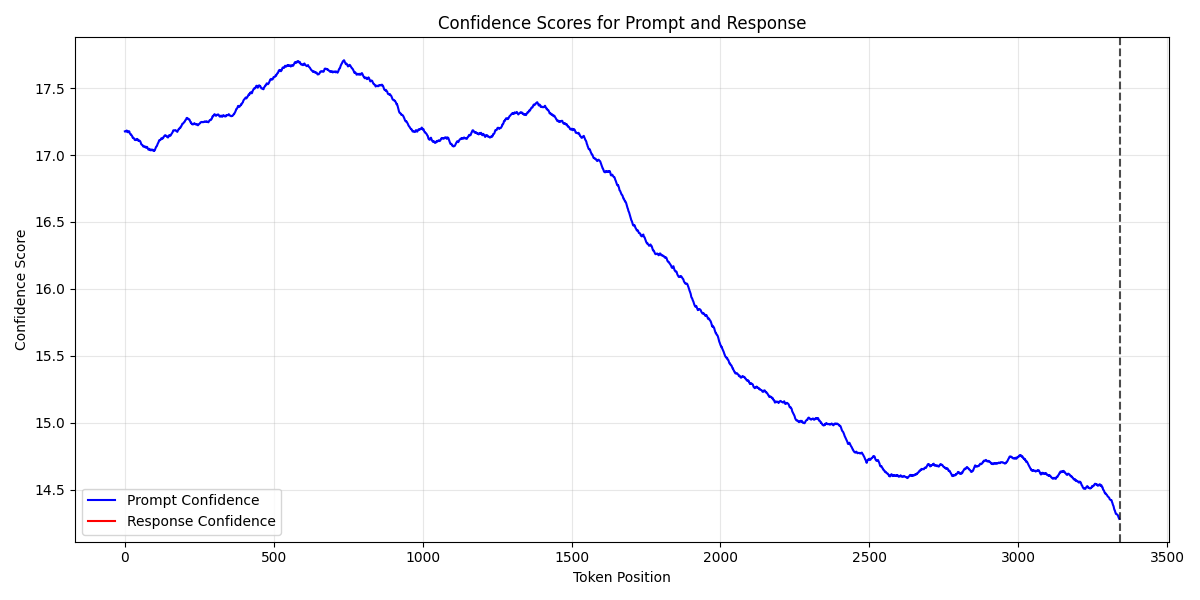 Confidence Scores for Prompt and Response
Confidence Score
17.5
17.0
16.5
16.0
15.5
15.0
14.5
Prompt Confidence
Response Confidence
0 500 1000 1500 2000 2500 3000 3500
Token Position